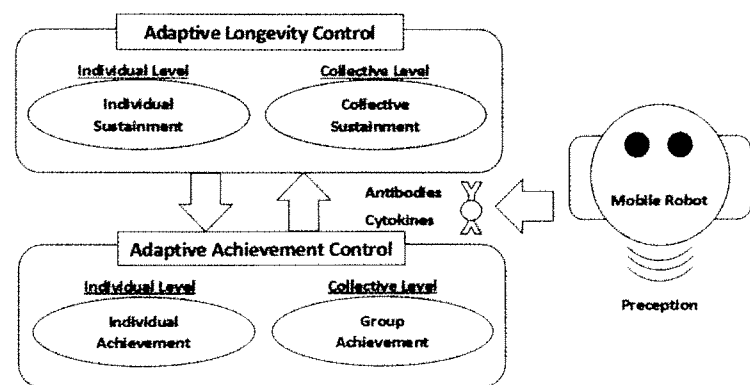 Adaptive Longevity Control
Individual Level
Collective Level
Individual
Sustainment
Collective
Sustainment
Antibodies
Cytokines
Mobile Robot
Adaptive Achievement Control
Individual Level
Collective Level
Individual
Achievement
Group
Achievement
Preception